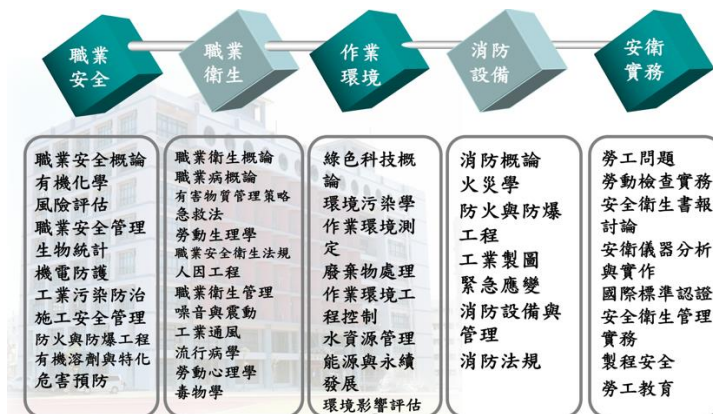 職業
安全
職業
衛生
作業
環境
消防
設備
安衛
實務
職業安全概論
有機化學
風險評估
職業安全管理
生物統計
機電防護
工業污染防治
施工安全管理
防火與防爆工程
有機溶劑與特化
危害預防
職業衛生概論
職業病概論
有害物質管理策略
急救法
勞動生理學
職業安全衛生法規
人因工程
職業衛生管理
噪音與震動
工業通風
流行病學
勞動心理學
毒物學
綠色科技概
論
環境污染學
作業環境測
定
廢棄物處理
作業環境工
程控制
水資源管理
能源與永續
發展
環境影響評估
消防概論
火災學
防火與防爆
工程
工業製圖
緊急應變
消防設備與
管理
消防法規
勞工問題
勞動檢查實務
安全衛生書報
討論
安衛儀器分析
與實作
國際標準認證
安全衛生管理
實務
製程安全
勞工教育